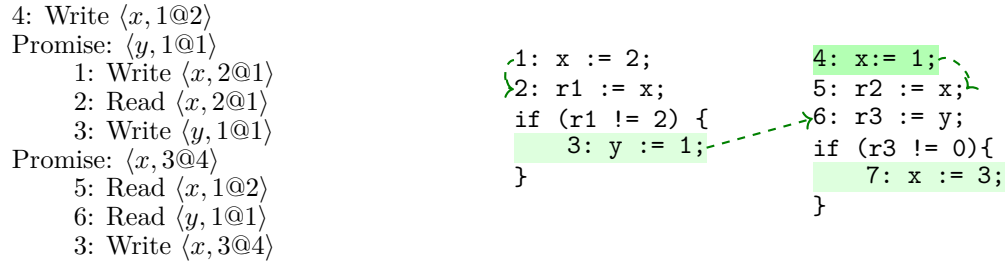 4: Write ⟨x, 1@2⟩
Promise: ⟨y, 1@1⟩
1: Write ⟨x, 2@1⟩
2: Read ⟨x, 2@1⟩
3: Write ⟨y, 1@1⟩
Promise: ⟨x, 3@4⟩
5: Read ⟨x, 1@2⟩
6: Read ⟨y, 1@1⟩
3: Write ⟨x, 3@4⟩
1: x := 2;
2: r1 := x;
if (r1 != 2) {
3: y := 1;
}
4: x:= 1;
5: r2 := x;
6: r3 := y;
if (r3 != 0){
7: x := 3;
}